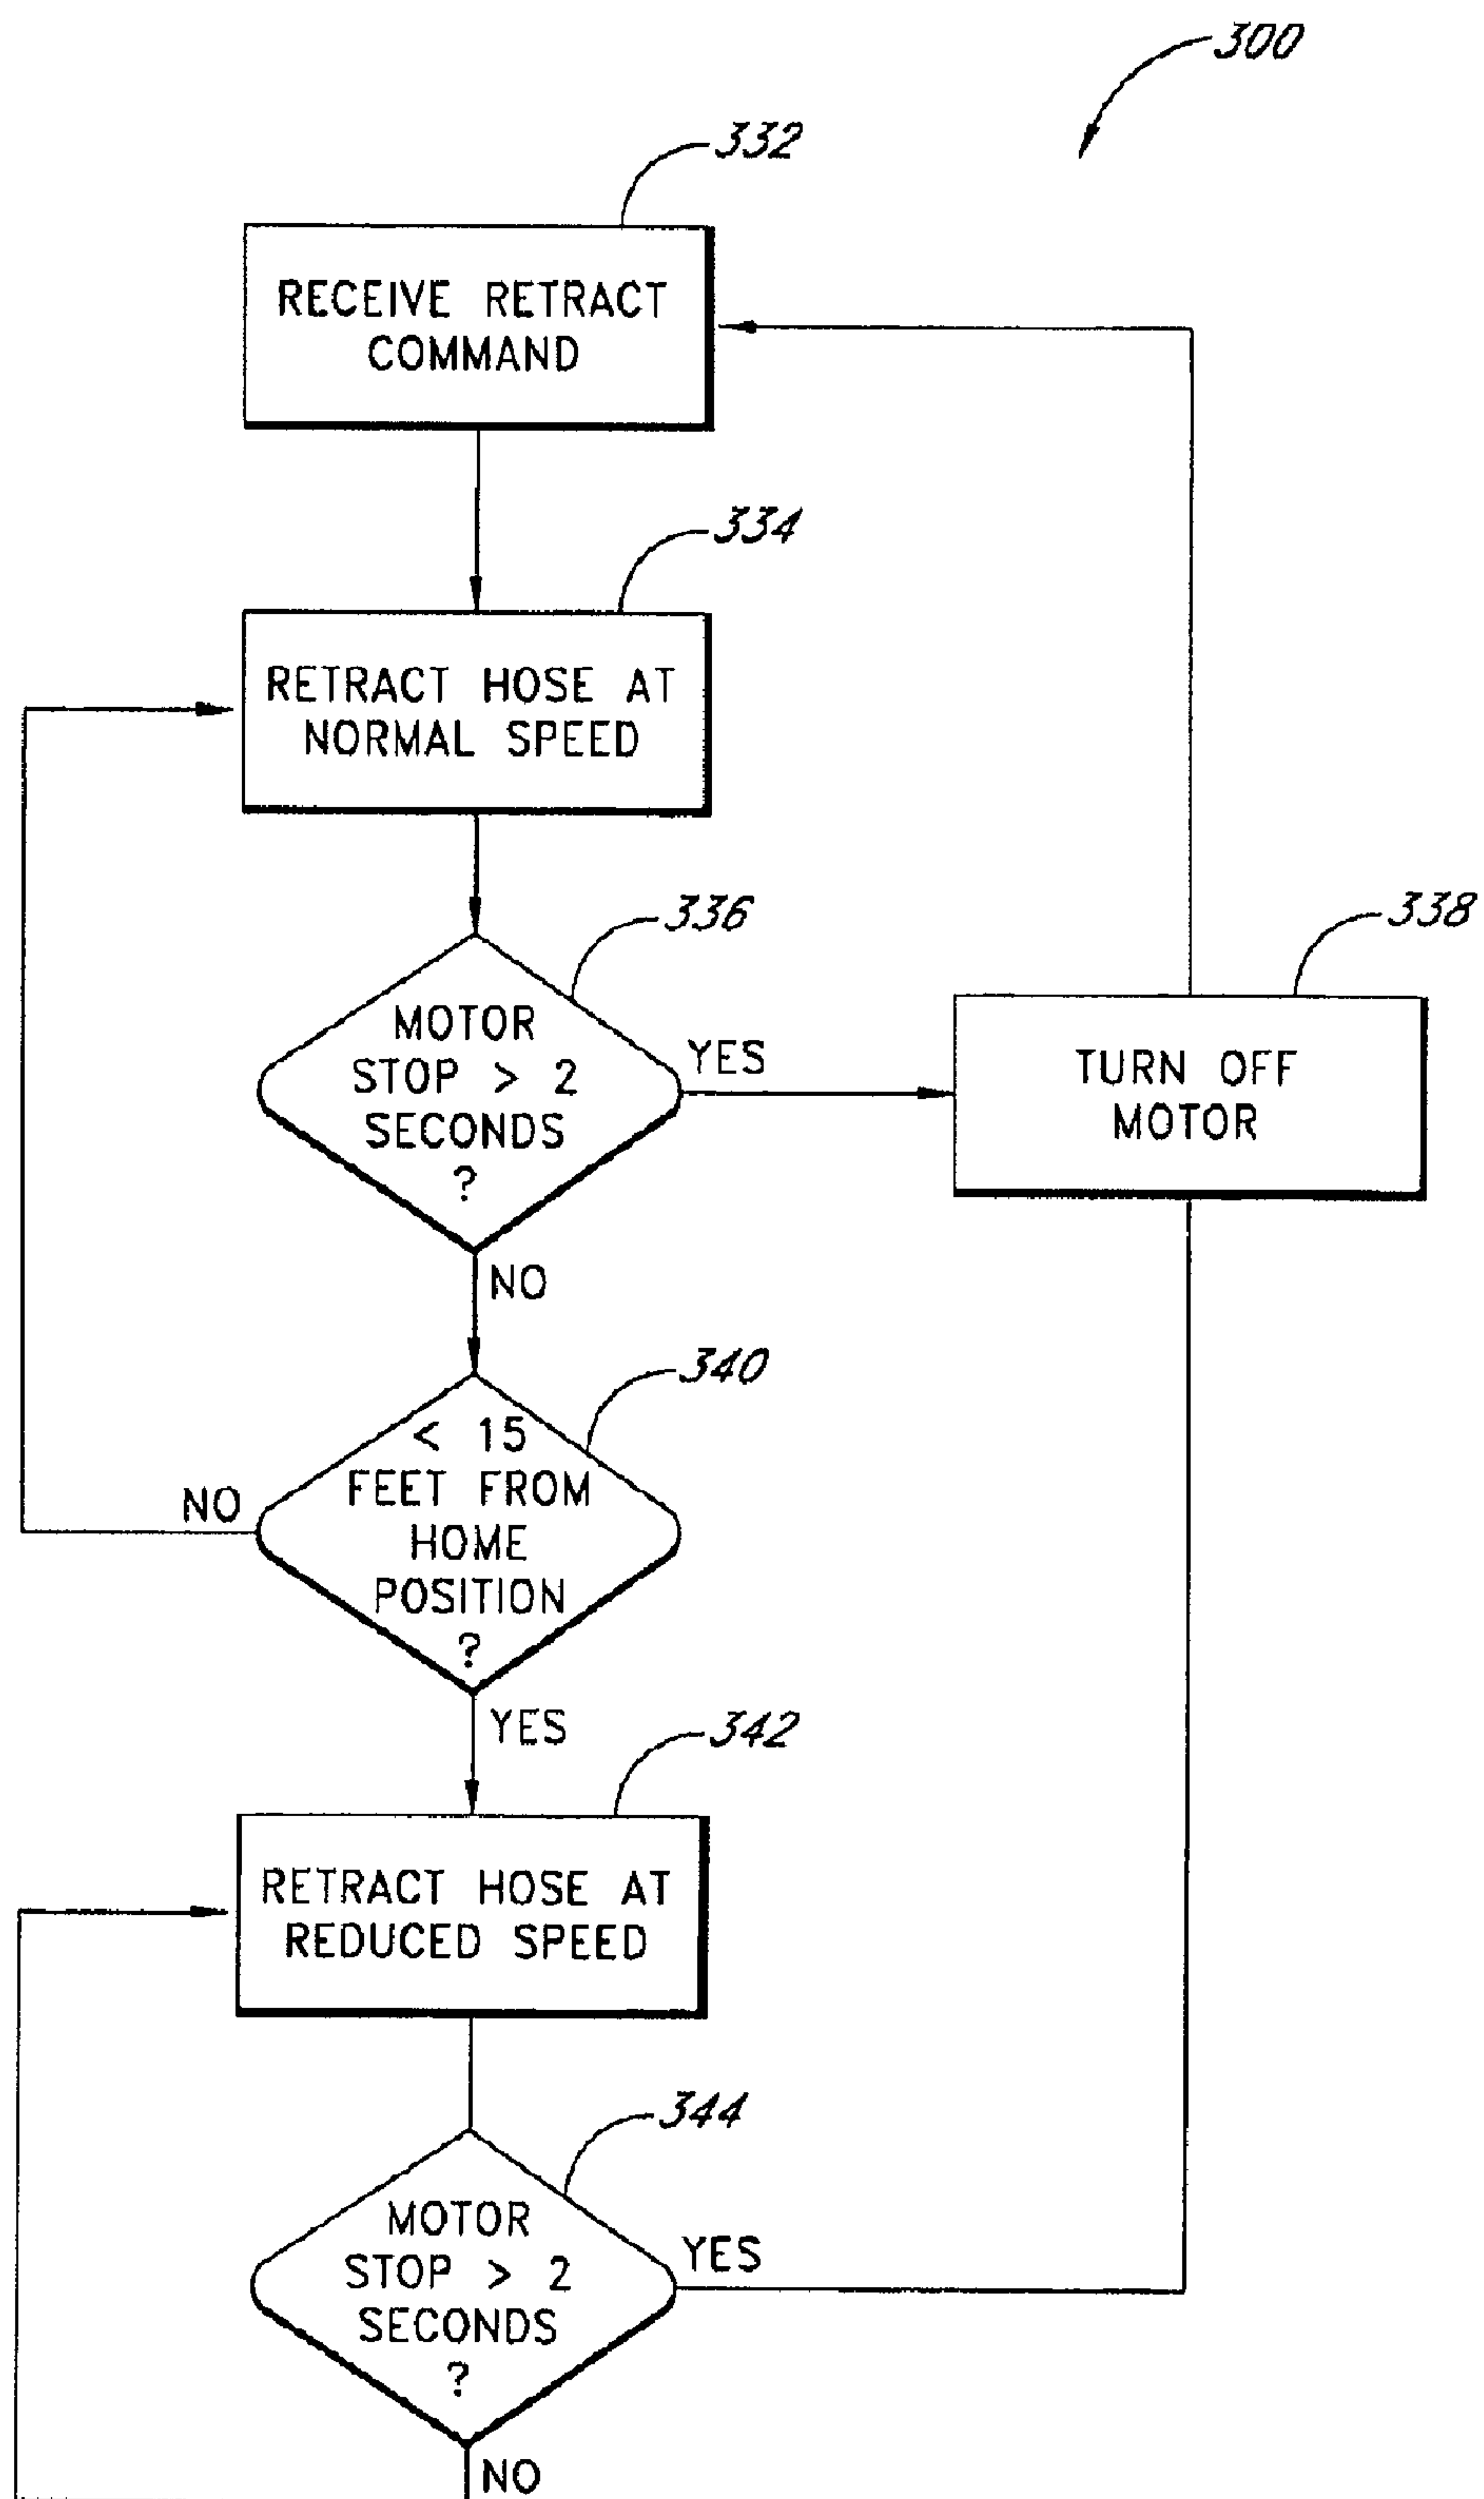 300
332
RECEIVE RETRACT
COMMAND
334
RETRACT HOSE AT
NORMAL SPEED
336
MOTOR
STOP > 2
SECONDS
?
YES
338
TURN OFF
MOTOR
NO
340
< 15
FEET FROM
HOME
POSITION
?
NO
YES
342
RETRACT HOSE AT
REDUCED SPEED
344
MOTOR
STOP > 2
SECONDS
?
YES
NO